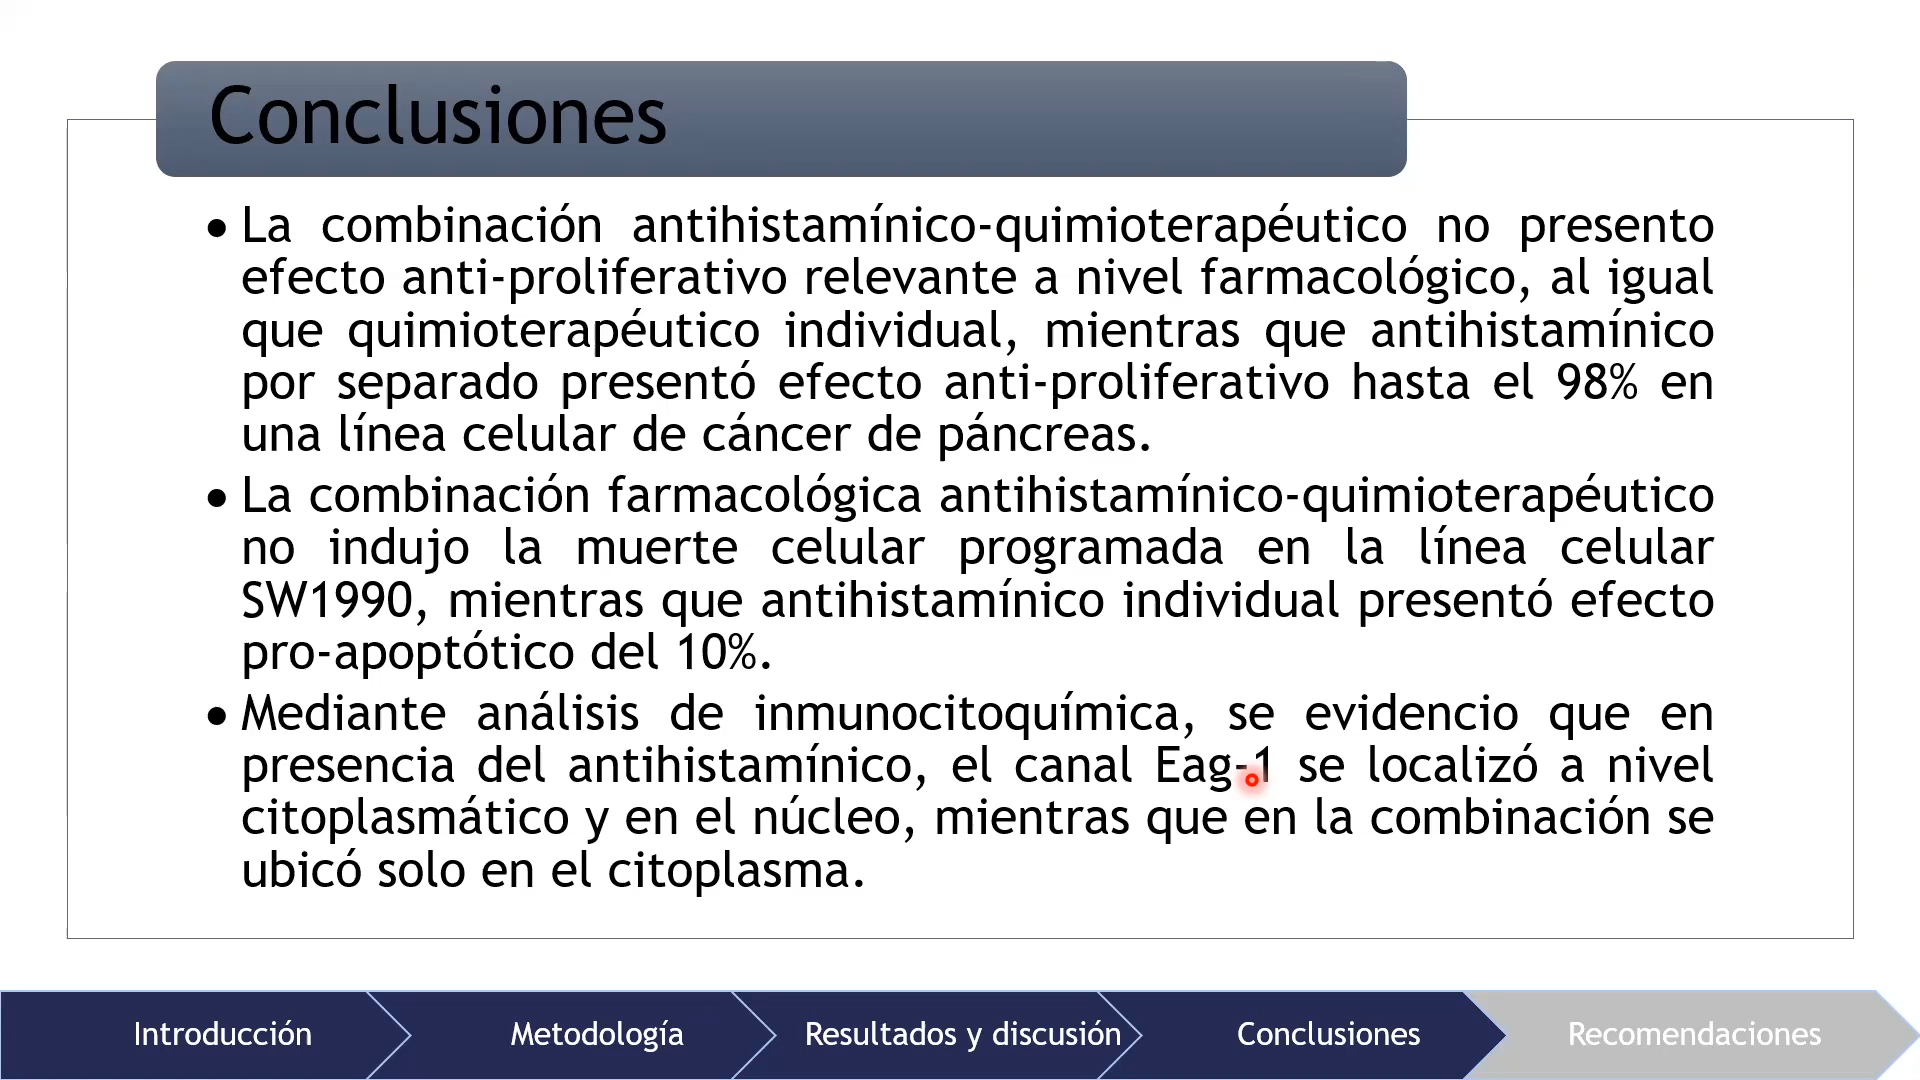 Conclusiones
• La combinación antihistamínico-quimioterapéutico no presento
efecto anti-proliferativo relevante a nivel farmacológico, al igual
que quimioterapéutico individual, mientras que antihistamínico
por separado presentó efecto anti-proliferativo hasta el 98% en
una línea celular de cáncer de páncreas.
• La combinación farmacológica antihistamínico-quimioterapéutico
no indujo la muerte celular programada en la línea celular
SW1990, mientras que antihistamínico individual presentó efecto
pro-apoptótico del 10%.
• Mediante análisis de inmunocitoquímica, se evidencio que en
presencia del antihistamínico, el canal Eag-1 se localizó a nivel
citoplasmático y en el núcleo, mientras que en la combinación se
ubicó solo en el citoplasma.
Introducción
Metodología
Resultados y discusión
Conclusiones
Recomendaciones